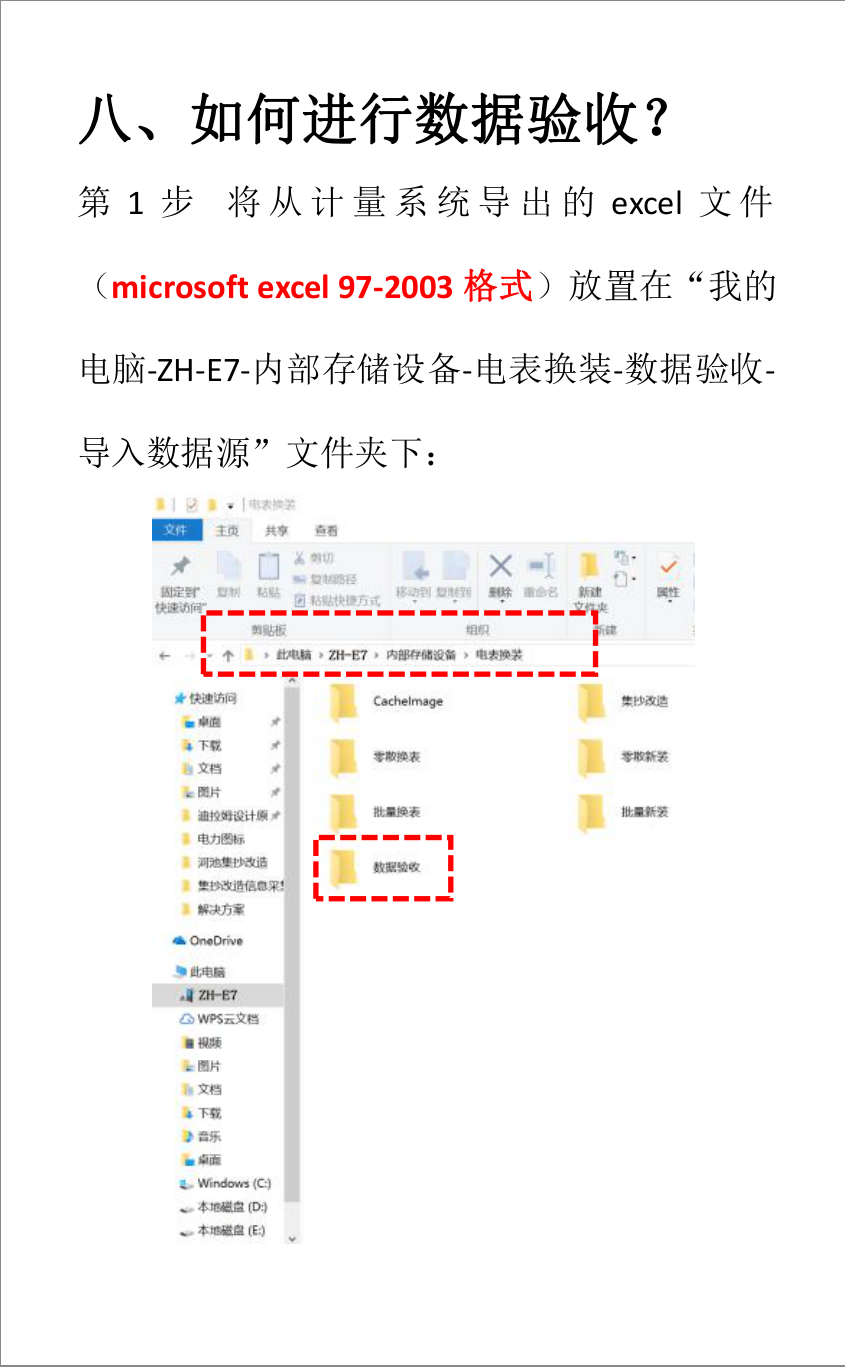 八、如何进行数据验收？
第 1 步 将从计量系统导出的 excel 文件
（microsoft excel 97-2003 格式）放置在“我的
电脑-ZH-E7-内部存储设备-电表换装-数据验收-
导入数据源”文件夹下：
电表换装
文件 主页 共享 查看
固定到"快速访问"
复制
粘贴
剪切
复制路径
粘贴快捷方式
移动到 复制到 删除 重命名
新建文件夹
属性
剪贴板 组织 新建
此电脑 > ZH-E7 > 内部存储设备 > 电表换装
快速访问
桌面
下载
文档
图片
迪拉姆设计原
电力图标
河池集抄改造
集抄改造信息采集
解决方案
OneDrive
此电脑
ZH-E7
WPS云文档
视频
图片
文档
下载
音乐
桌面
Windows (C:)
本地磁盘 (D:)
本地磁盘 (E:)
CacheImage 集抄改造
零散换表 零散新装
批量换表 批量新装
数据验收